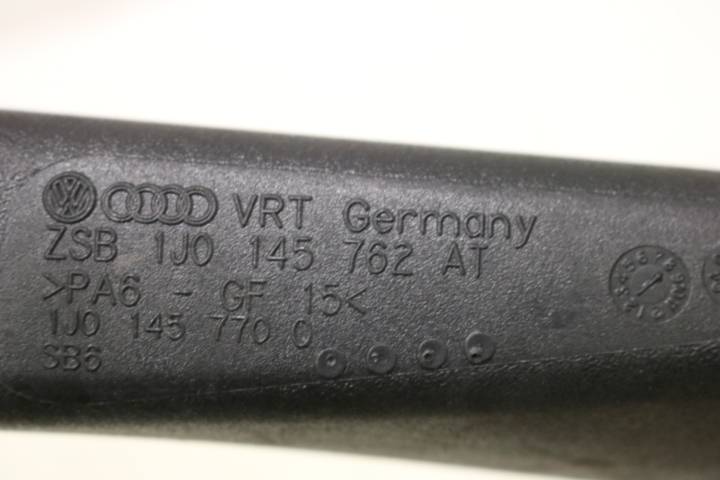 VRT Germany
ZSB 1J0 145 762 AT
>PA6 - GF 15<
1J0 145 770 Q
SB6